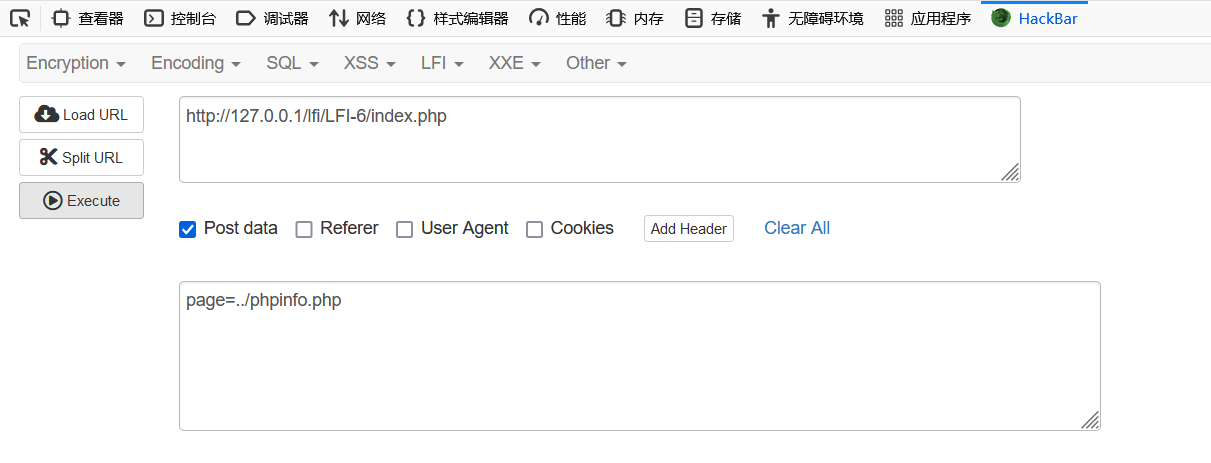 查看器 控制台 调试器 网络 样式编辑器 性能 内存 存储 无障碍环境 应用程序 HackBar
Encryption Encoding SQL XSS LFI XXE Other
Load URL
http://127.0.0.1/lfi/LFI-6/index.php
Split URL
Execute
Post data Referer User Agent Cookies Add Header Clear All
page=../phpinfo.php